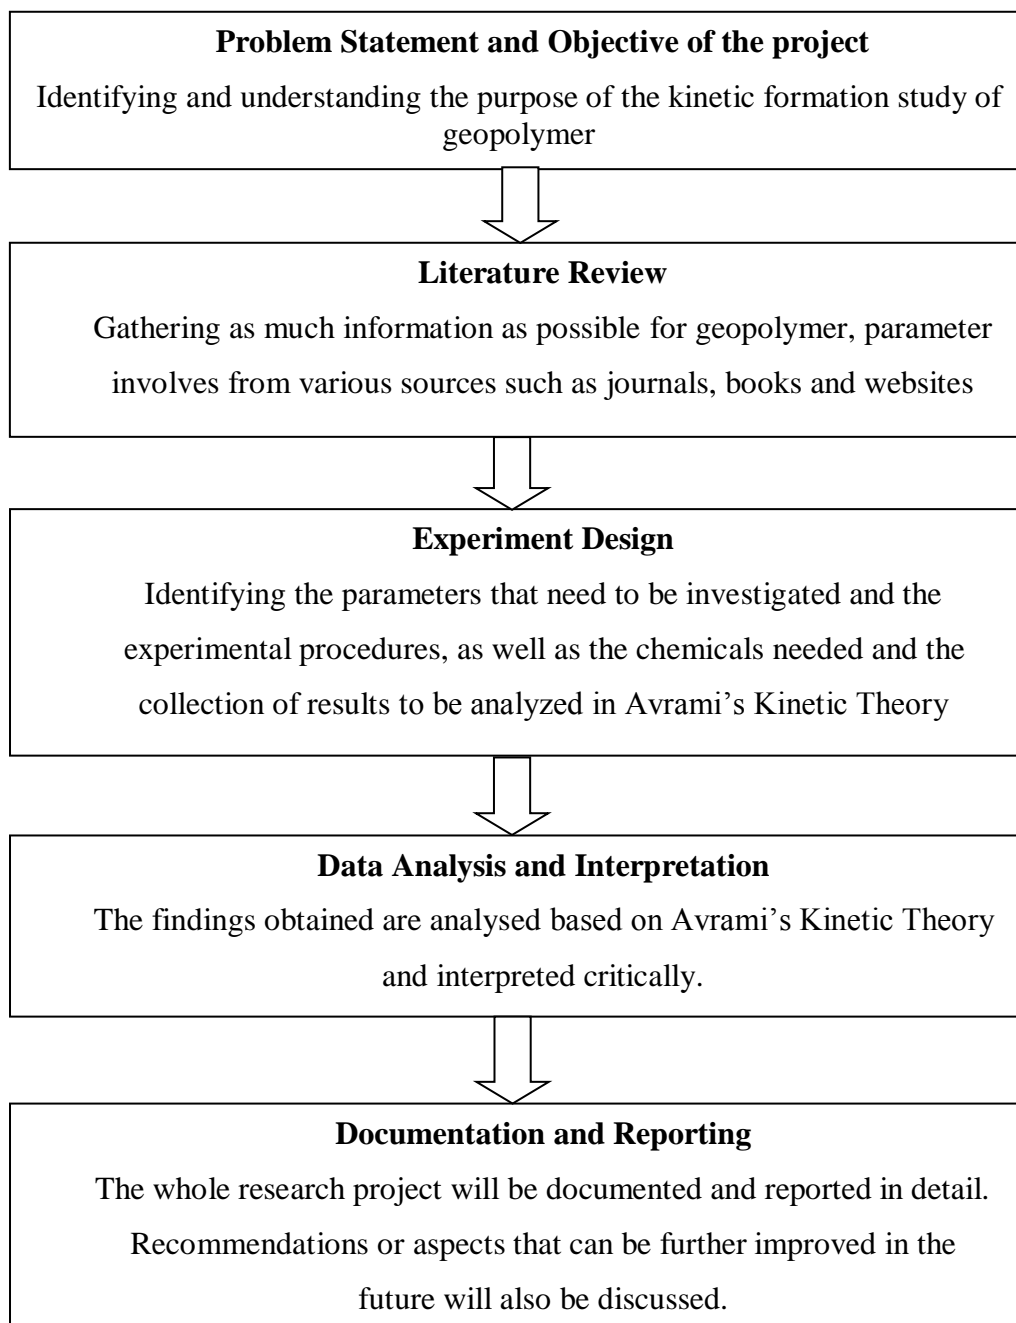 Problem Statement and Objective of the project
Identifying and understanding the purpose of the kinetic formation study of
geopolymer
Literature Review
Gathering as much information as possible for geopolymer, parameter
involves from various sources such as journals, books and websites
Experiment Design
Identifying the parameters that need to be investigated and the
experimental procedures, as well as the chemicals needed and the
collection of results to be analyzed in Avrami’s Kinetic Theory
Data Analysis and Interpretation
The findings obtained are analysed based on Avrami’s Kinetic Theory
and interpreted critically.
Documentation and Reporting
The whole research project will be documented and reported in detail.
Recommendations or aspects that can be further improved in the
future will also be discussed.